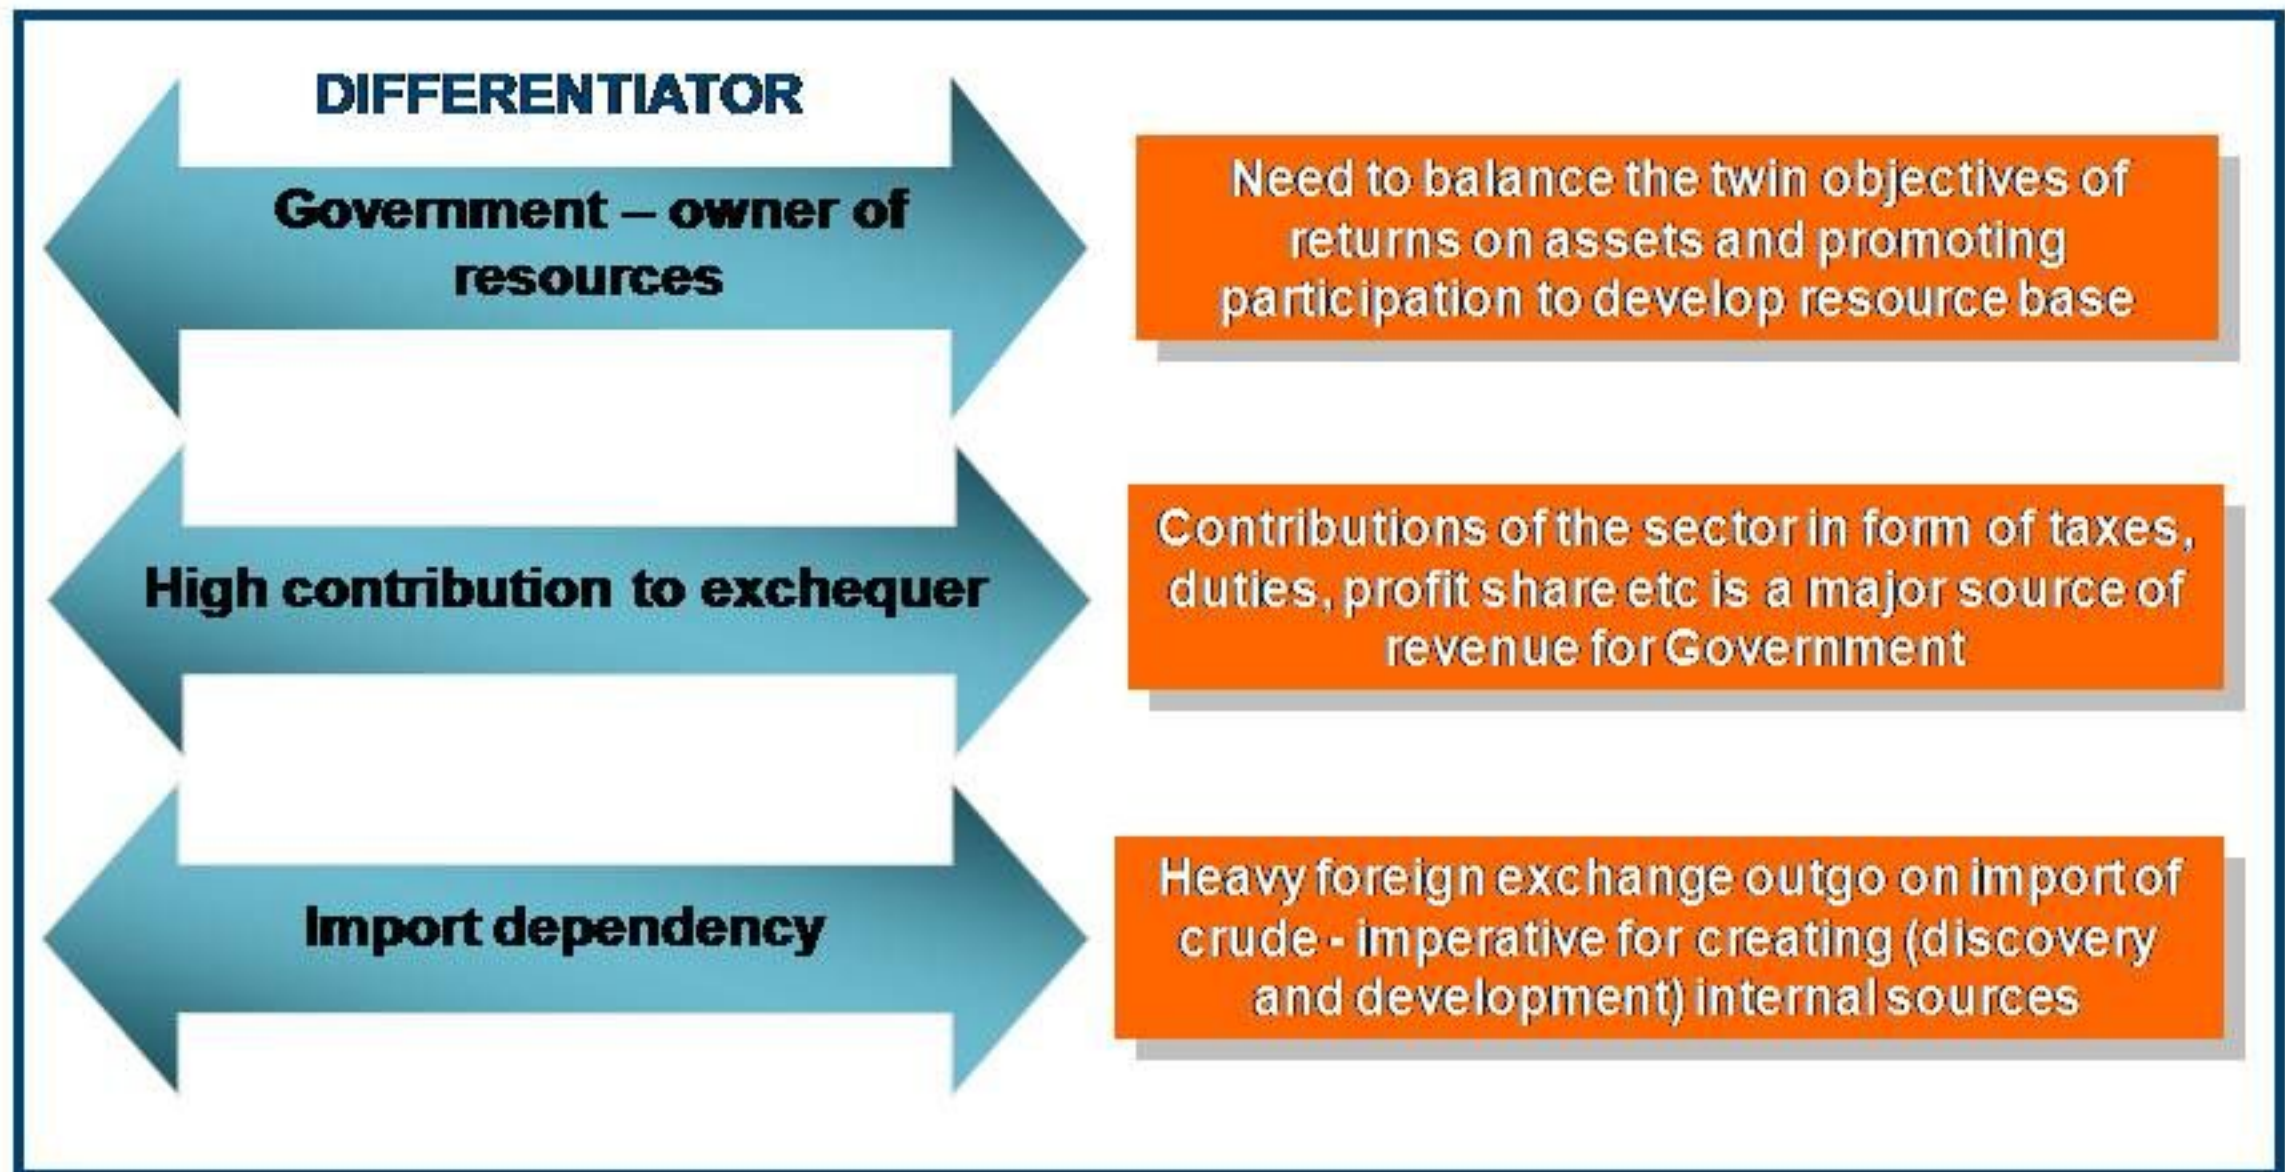 DIFFERENTIATOR
Government – owner of
resources
Need to balance the twin objectives of
returns on assets and promoting
participation to develop resource base
High contribution to exchequer
Contributions of the sector in form of taxes,
duties, profit share etc is a major source of
revenue for Government
Import dependency
Heavy foreign exchange outgo on import of
crude - imperative for creating (discovery
and development) internal sources